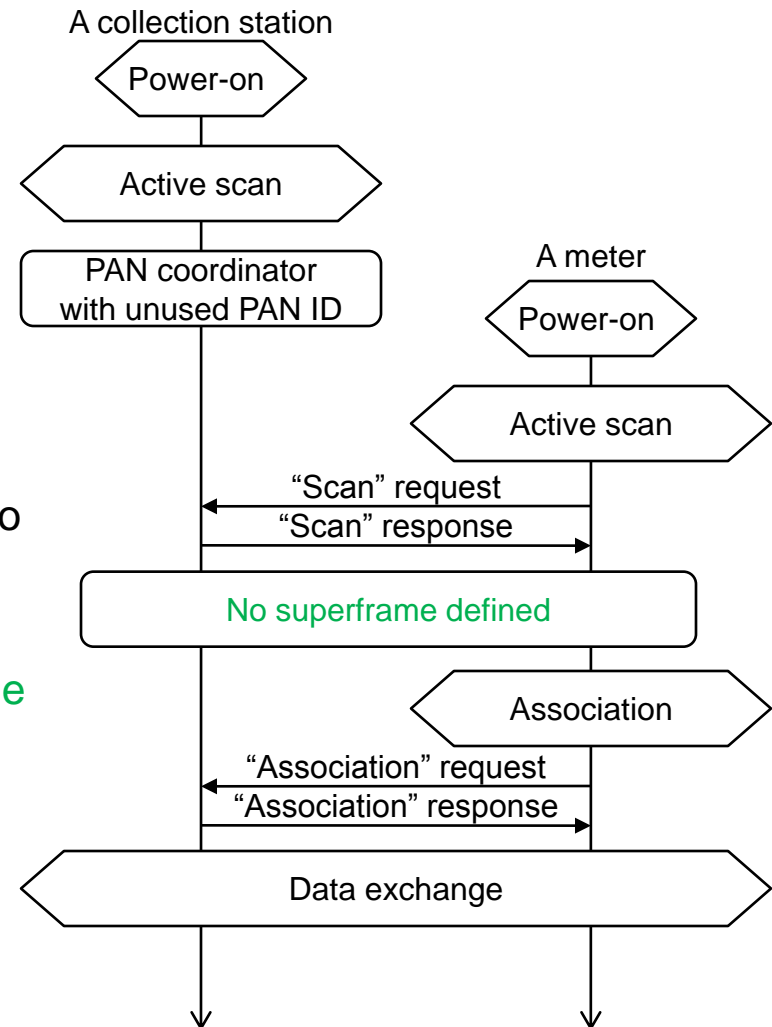 A collection station
Power-on
Active scan
PAN coordinator
with unused PAN ID
A meter
Power-on
Active scan
“Scan” request
o
“Scan” response
No superframe defined
e
Association
“Association” request
“Association” response
Data exchange